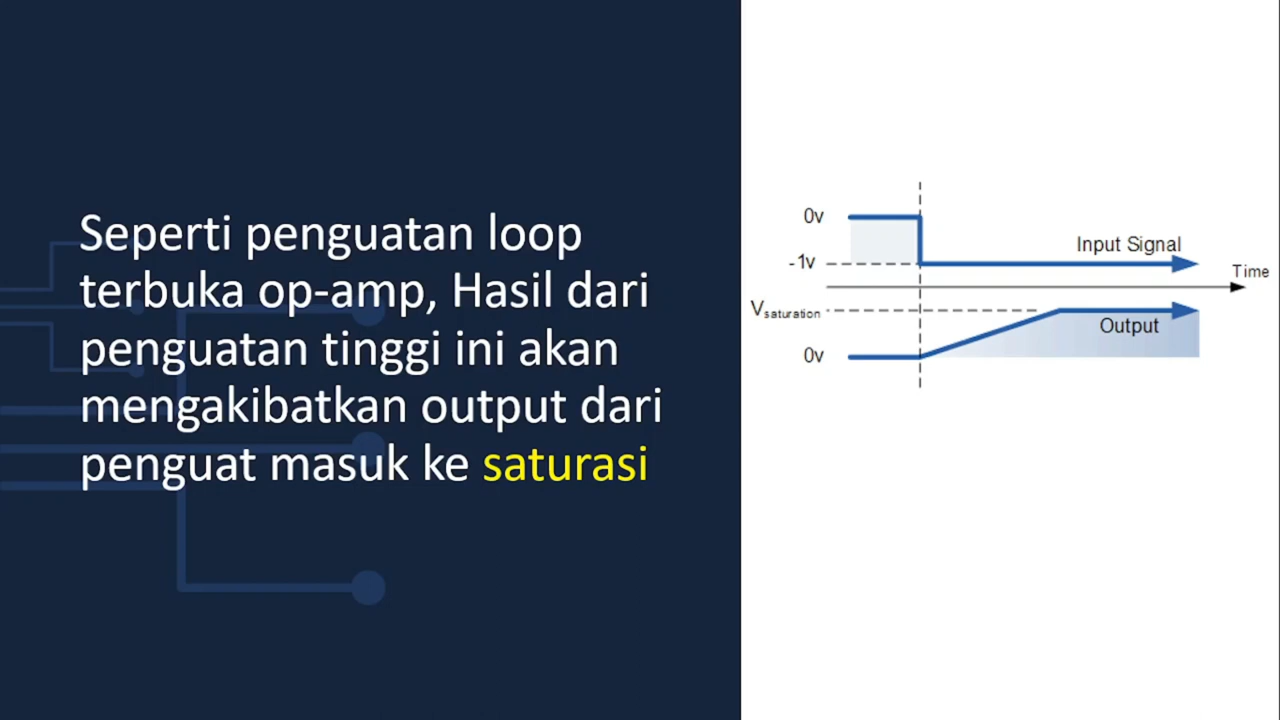 Seperti penguatan loop
terbuka op-amp, Hasil dari
penguatan tinggi ini akan
mengakibatkan output dari
penguat masuk ke saturasi
0v
-1v
Input Signal
Time
Vsaturation
Output
0v